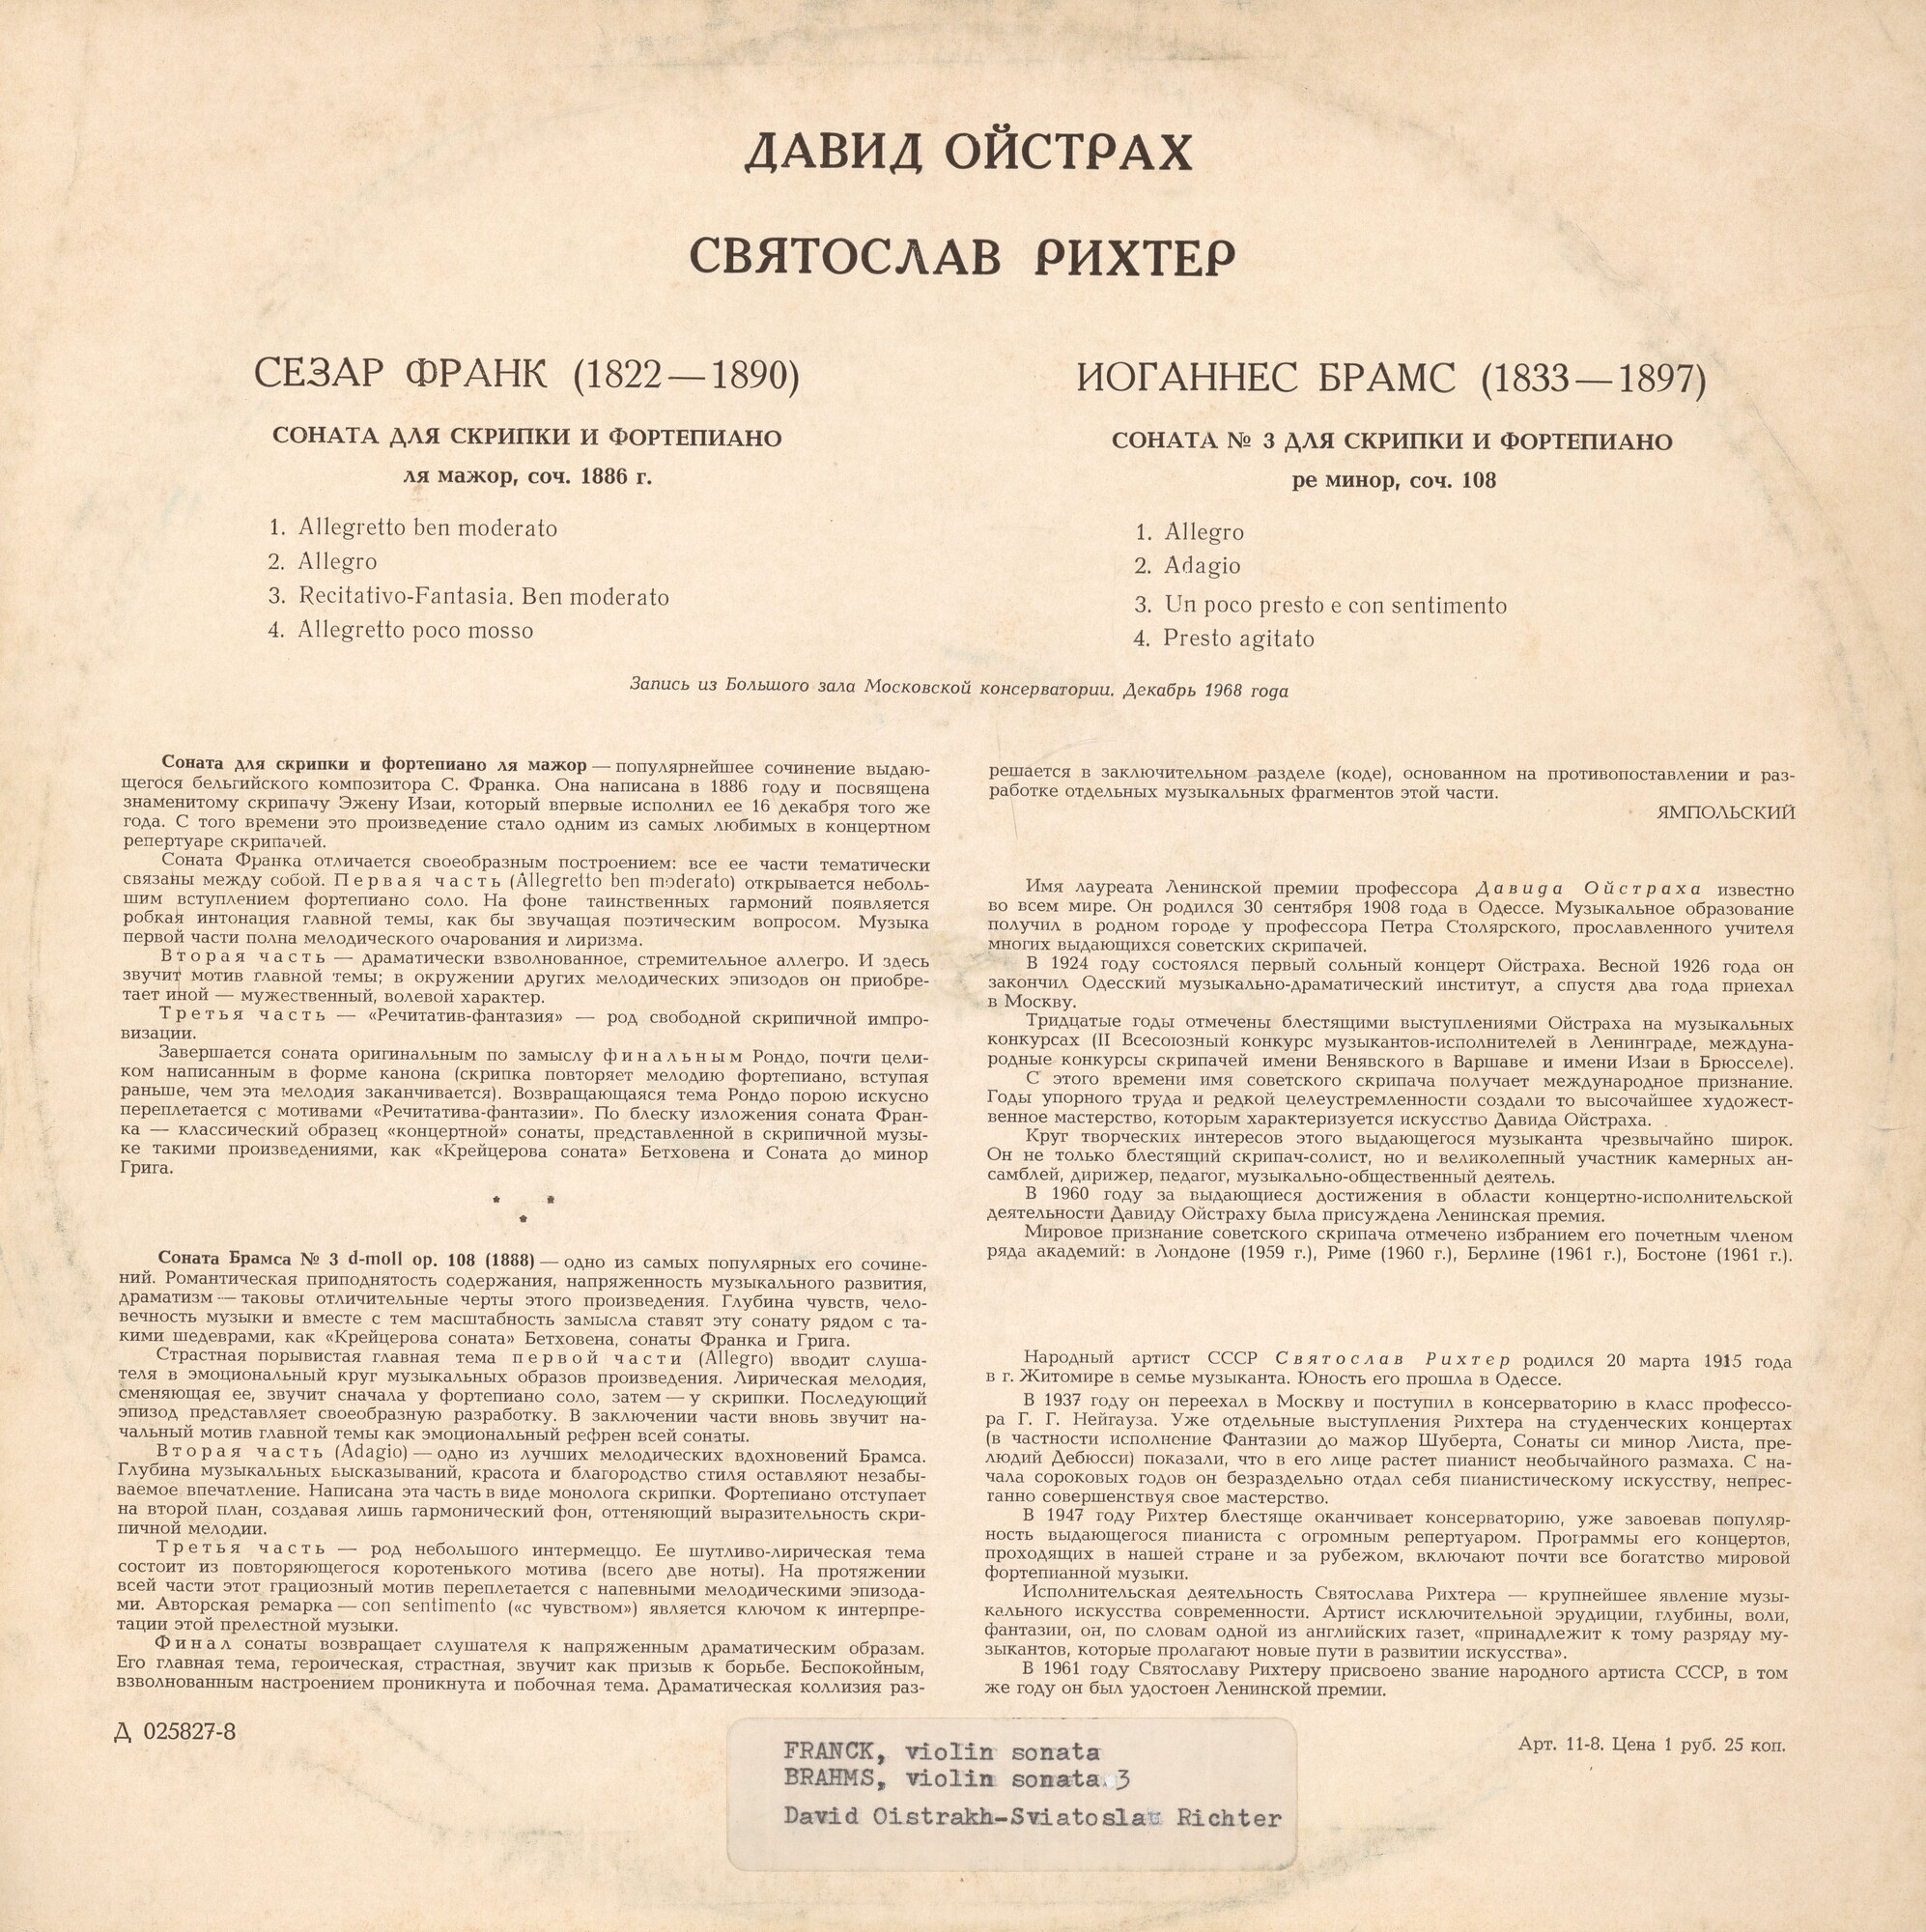 ДАВИД ОЙСТРАХ
СВЯТОСЛАВ РИХТЕР
СЕЗАР ФРАНК (1822—1890)
СОНАТА ДЛЯ СКРИПКИ И ФОРТЕПИАНО
ля мажор, соч. 1886 г.
1. Allegretto ben moderato
2. Allegro
3. Recitativo-Fantasia. Ben moderato
4. Allegretto poco mosso
ИОГАННЕС БРАМС (1833—1897)
СОНАТА № 3 ДЛЯ СКРИПКИ И ФОРТЕПИАНО
ре минор, соч. 108
1. Allegro
2. Adagio
3. Un poco presto e con sentimento
4. Presto agitato
Запись из Большого зала Московской консерватории. Декабрь 1968 года
Соната для скрипки и фортепиано ля мажор — популярнейшее сочинение выдаю-
щегося бельгийского композитора С. Франка. Она написана в 1886 году и посвящена
знаменитому скрипачу Эжену Изаи, который впервые исполнил ее 16 декабря того же
года. С того времени это произведение стало одним из самых любимых в концертном
репертуаре скрипачей.
Соната Франка отличается своеобразным построением: все ее части тематически
связаны между собой. Первая часть (Allegretto ben moderato) открывается неболь-
шим вступлением фортепиано соло. На фоне таинственных гармоний появляется
робкая интонация главной темы, как бы звучащая поэтическим вопросом. Музыка
первой части полна мелодического очарования и лиризма.
Вторая часть — драматически взволнованное, стремительное аллегро. И здесь
звучит мотив главной темы; в окружении других мелодических эпизодов он приобре-
тает иной — мужественный, волевой характер.
Третья часть — «Речитатив-фантазия» — род свободной скрипичной импро-
визации.
Завершается соната оригинальным по замыслу финальным Рондо, почти цели-
ком написанным в форме канона (скрипка повторяет мелодию фортепиано, вступая
раньше, чем эта мелодия заканчивается). Возвращающаяся тема Рондо порою искусно
переплетается с мотивами «Речитатива-фантазии». По блеску изложения соната Фран-
ка — классический образец «концертной» сонаты, представленной в скрипичной музы-
ке такими произведениями, как «Крейцерова соната» Бетховена и Соната до минор
Грига.
* *
*
Соната Брамса № 3 d-moll op. 108 (1888) — одно из самых популярных его сочине-
ний. Романтическая приподнятость содержания, напряженность музыкального развития,
драматизм — таковы отличительные черты этого произведения. Глубина чувств, чело-
вечность музыки и вместе с тем масштабность замысла ставят эту сонату рядом с та-
кими шедеврами, как «Крейцерова соната» Бетховена, сонаты Франка и Грига.
Страстная порывистая главная тема первой части (Allegro) вводит слуша-
теля в эмоциональный круг музыкальных образов произведения. Лирическая мелодия,
сменяющая ее, звучит сначала у фортепиано соло, затем — у скрипки. Последующий
эпизод представляет своеобразную разработку. В заключении части вновь звучит на-
чальный мотив главной темы как эмоциональный рефрен всей сонаты.
Вторая часть (Adagio) — одно из лучших мелодических вдохновений Брамса.
Глубина музыкальных высказываний, красота и благородство стиля оставляют незабы-
ваемое впечатление. Написана эта часть в виде монолога скрипки. Фортепиано отступает
на второй план, создавая лишь гармонический фон, оттеняющий выразительность скри-
пичной мелодии.
Третья часть — род небольшого интермеццо. Ее шутливо-лирическая тема
состоит из повторяющегося коротенького мотива (всего две ноты). На протяжении
всей части этот грациозный мотив переплетается с напевными мелодическими эпизода-
ми. Авторская ремарка — con sentimento («с чувством») является ключом к интерпре-
тации этой прелестной музыки.
Финал сонаты возвращает слушателя к напряженным драматическим образам.
Его главная тема, героическая, страстная, звучит как призыв к борьбе. Беспокойным,
взволнованным настроением проникнута и побочная тема. Драматическая коллизия раз-
решается в заключительном разделе (коде), основанном на противопоставлении и раз-
работке отдельных музыкальных фрагментов этой части.
ЯМПОЛЬСКИЙ
Имя лауреата Ленинской премии профессора Давида Ойстраха известно
во всем мире. Он родился 30 сентября 1908 года в Одессе. Музыкальное образование
получил в родном городе у профессора Петра Столярского, прославленного учителя
многих выдающихся советских скрипачей.
В 1924 году состоялся первый сольный концерт Ойстраха. Весной 1926 года он
закончил Одесский музыкально-драматический институт, а спустя два года приехал
в Москву.
Тридцатые годы отмечены блестящими выступлениями Ойстраха на музыкальных
конкурсах (II Всесоюзный конкурс музыкантов-исполнителей в Ленинграде, междуна-
родные конкурсы скрипачей имени Венявского в Варшаве и имени Изаи в Брюсселе).
С этого времени имя советского скрипача получает международное признание.
Годы упорного труда и редкой целеустремленности создали то высочайшее художест-
венное мастерство, которым характеризуется искусство Давида Ойстраха.
Круг творческих интересов этого выдающегося музыканта чрезвычайно широк.
Он не только блестящий скрипач-солист, но и великолепный участник камерных ан-
самблей, дирижер, педагог, музыкально-общественный деятель.
В 1960 году за выдающиеся достижения в области концертно-исполнительской
деятельности Давиду Ойстраху была присуждена Ленинская премия.
Мировое признание советского скрипача отмечено избранием его почетным членом
ряда академий: в Лондоне (1959 г.), Риме (1960 г.), Берлине (1961 г.), Бостоне (1961 г.).
Народный артист СССР Святослав Рихтер родился 20 марта 1915 года
в г. Житомире в семье музыканта. Юность его прошла в Одессе.
В 1937 году он переехал в Москву и поступил в консерваторию в класс профессо-
ра Г. Г. Нейгауза. Уже отдельные выступления Рихтера на студенческих концертах
(в частности исполнение Фантазии до мажор Шуберта, Сонаты си минор Листа, пре-
людий Дебюсси) показали, что в его лице растет пианист необычайного размаха. С на-
чала сороковых годов он безраздельно отдал себя пианистическому искусству, непрес-
танно совершенствуя свое мастерство.
В 1947 году Рихтер блестяще оканчивает консерваторию, уже завоевав популяр-
ность выдающегося пианиста с огромным репертуаром. Программы его концертов,
проходящих в нашей стране и за рубежом, включают почти все богатство мировой
фортепианной музыки.
Исполнительская деятельность Святослава Рихтера — крупнейшее явление музы-
кального искусства современности. Артист исключительной эрудиции, глубины, воли,
фантазии, он, по словам одной из английских газет, «принадлежит к тому разряду му-
зыкантов, которые пролагают новые пути в развитии искусства».
В 1961 году Святославу Рихтеру присвоено звание народного артиста СССР, в том
же году он был удостоен Ленинской премии.
Д 025827-8
Арт. 11-8. Цена 1 руб. 25 коп.
FRANCK, violin sonata
BRAHMS, violin sonata 3
David Oistrakh-Sviatoslav Richter